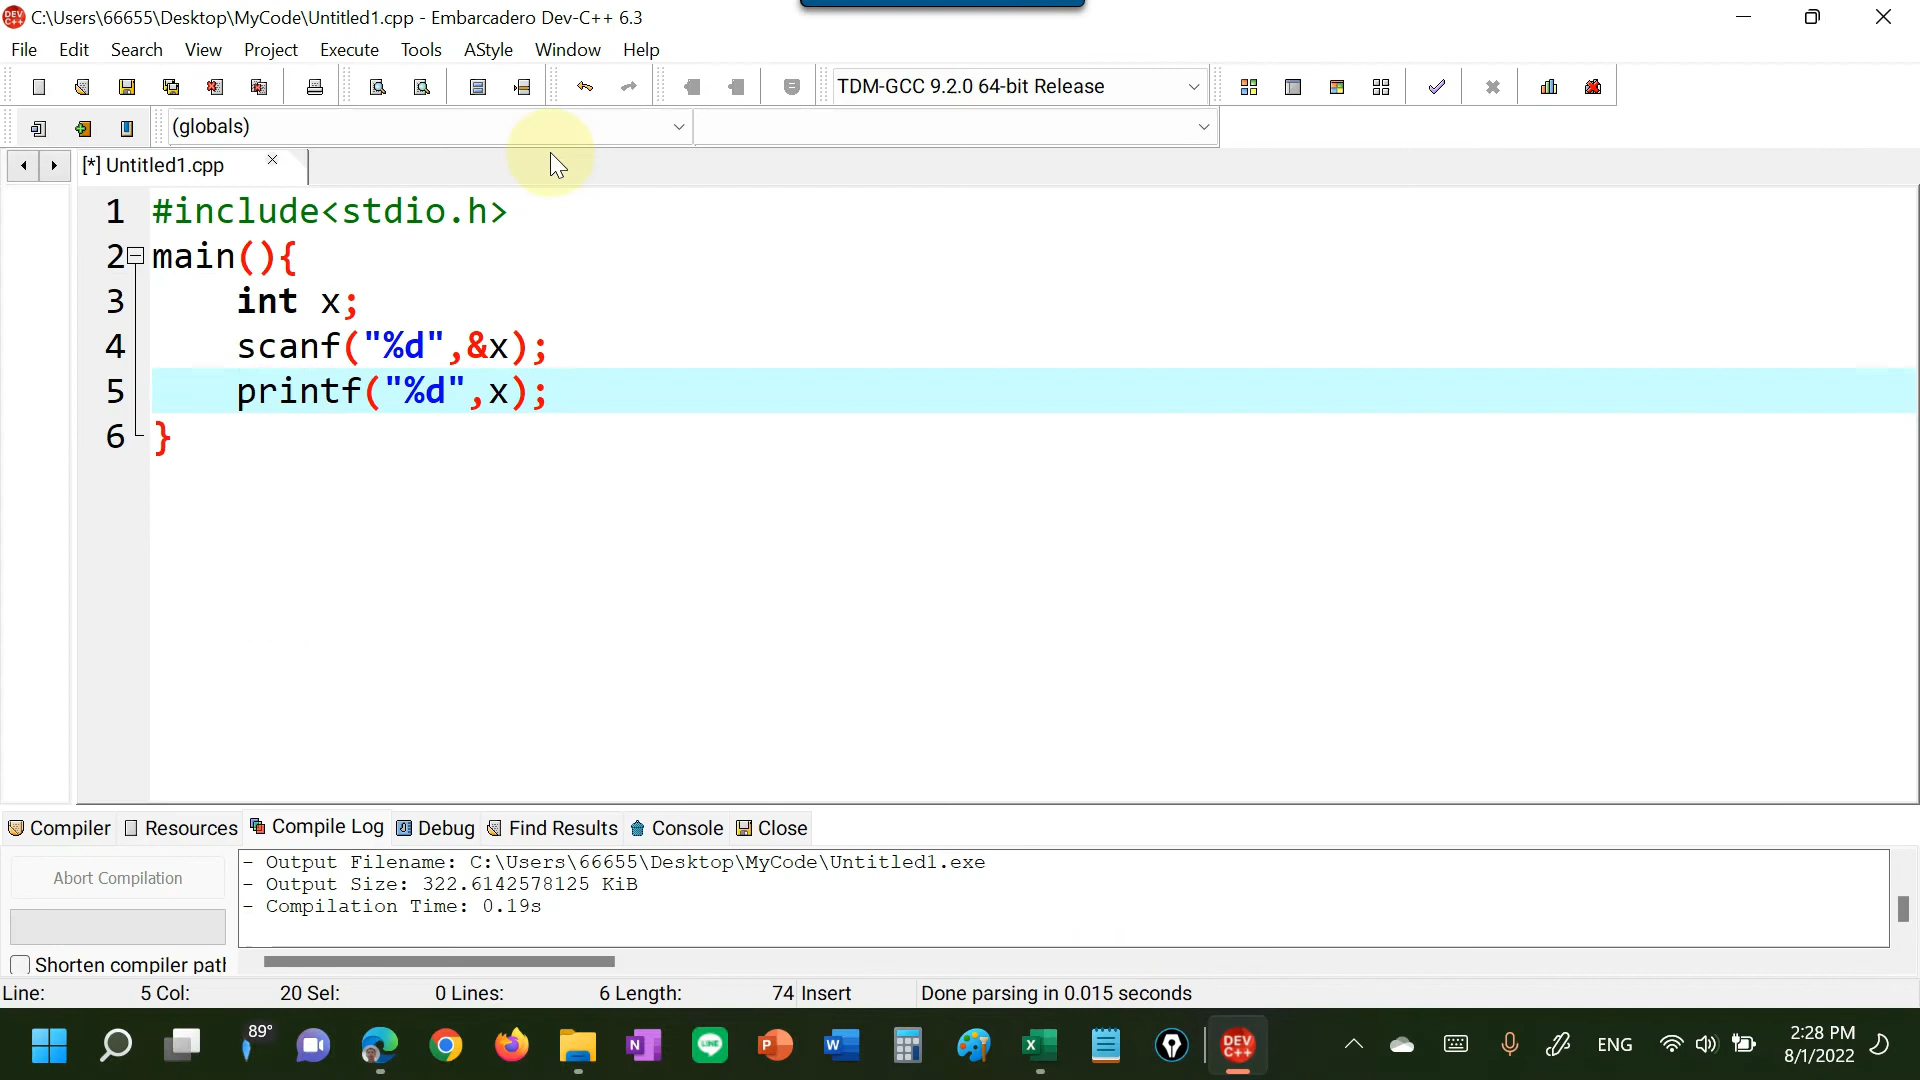 C:\Users\66655\Desktop\MyCode\Untitled1.cpp - Embarcadero Dev-C++ 6.3
File Edit Search View Project Execute Tools AStyle Window Help
TDM-GCC 9.2.0 64-bit Release
(globals)
[*] Untitled1.cpp
1 #include<stdio.h>
2 main(){
3 int x;
4 scanf("%d",&x);
5 printf("%d",x);
6 }
Compiler Resources Compile Log Debug Find Results Console Close
Abort Compilation
- Output Filename: C:\Users\66655\Desktop\MyCode\Untitled1.exe
- Output Size: 322.6142578125 KiB
- Compilation Time: 0.19s
Shorten compiler path
Line: 5 Col: 20 Sel: 0 Lines: 6 Length: 74 Insert Done parsing in 0.015 seconds
89°
N
LINE
P
W
X
DEV C++
ENG
2:28 PM
8/1/2022